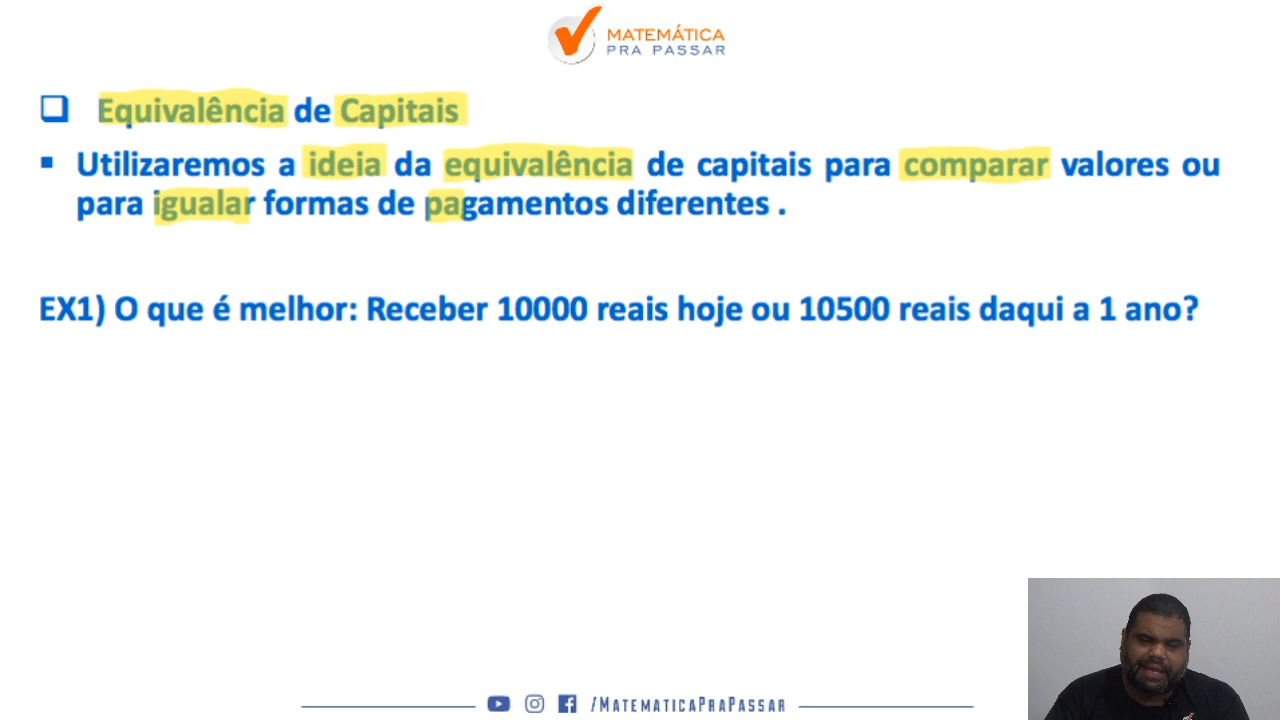 MATEMÁTICA
PRA PASSAR
Equivalência de Capitais
Utilizaremos a ideia da equivalência de capitais para comparar valores ou
para igualar formas de pagamentos diferentes .
EX1) O que é melhor: Receber 10000 reais hoje ou 10500 reais daqui a 1 ano?
/MATEMATICAPRAPASSAR